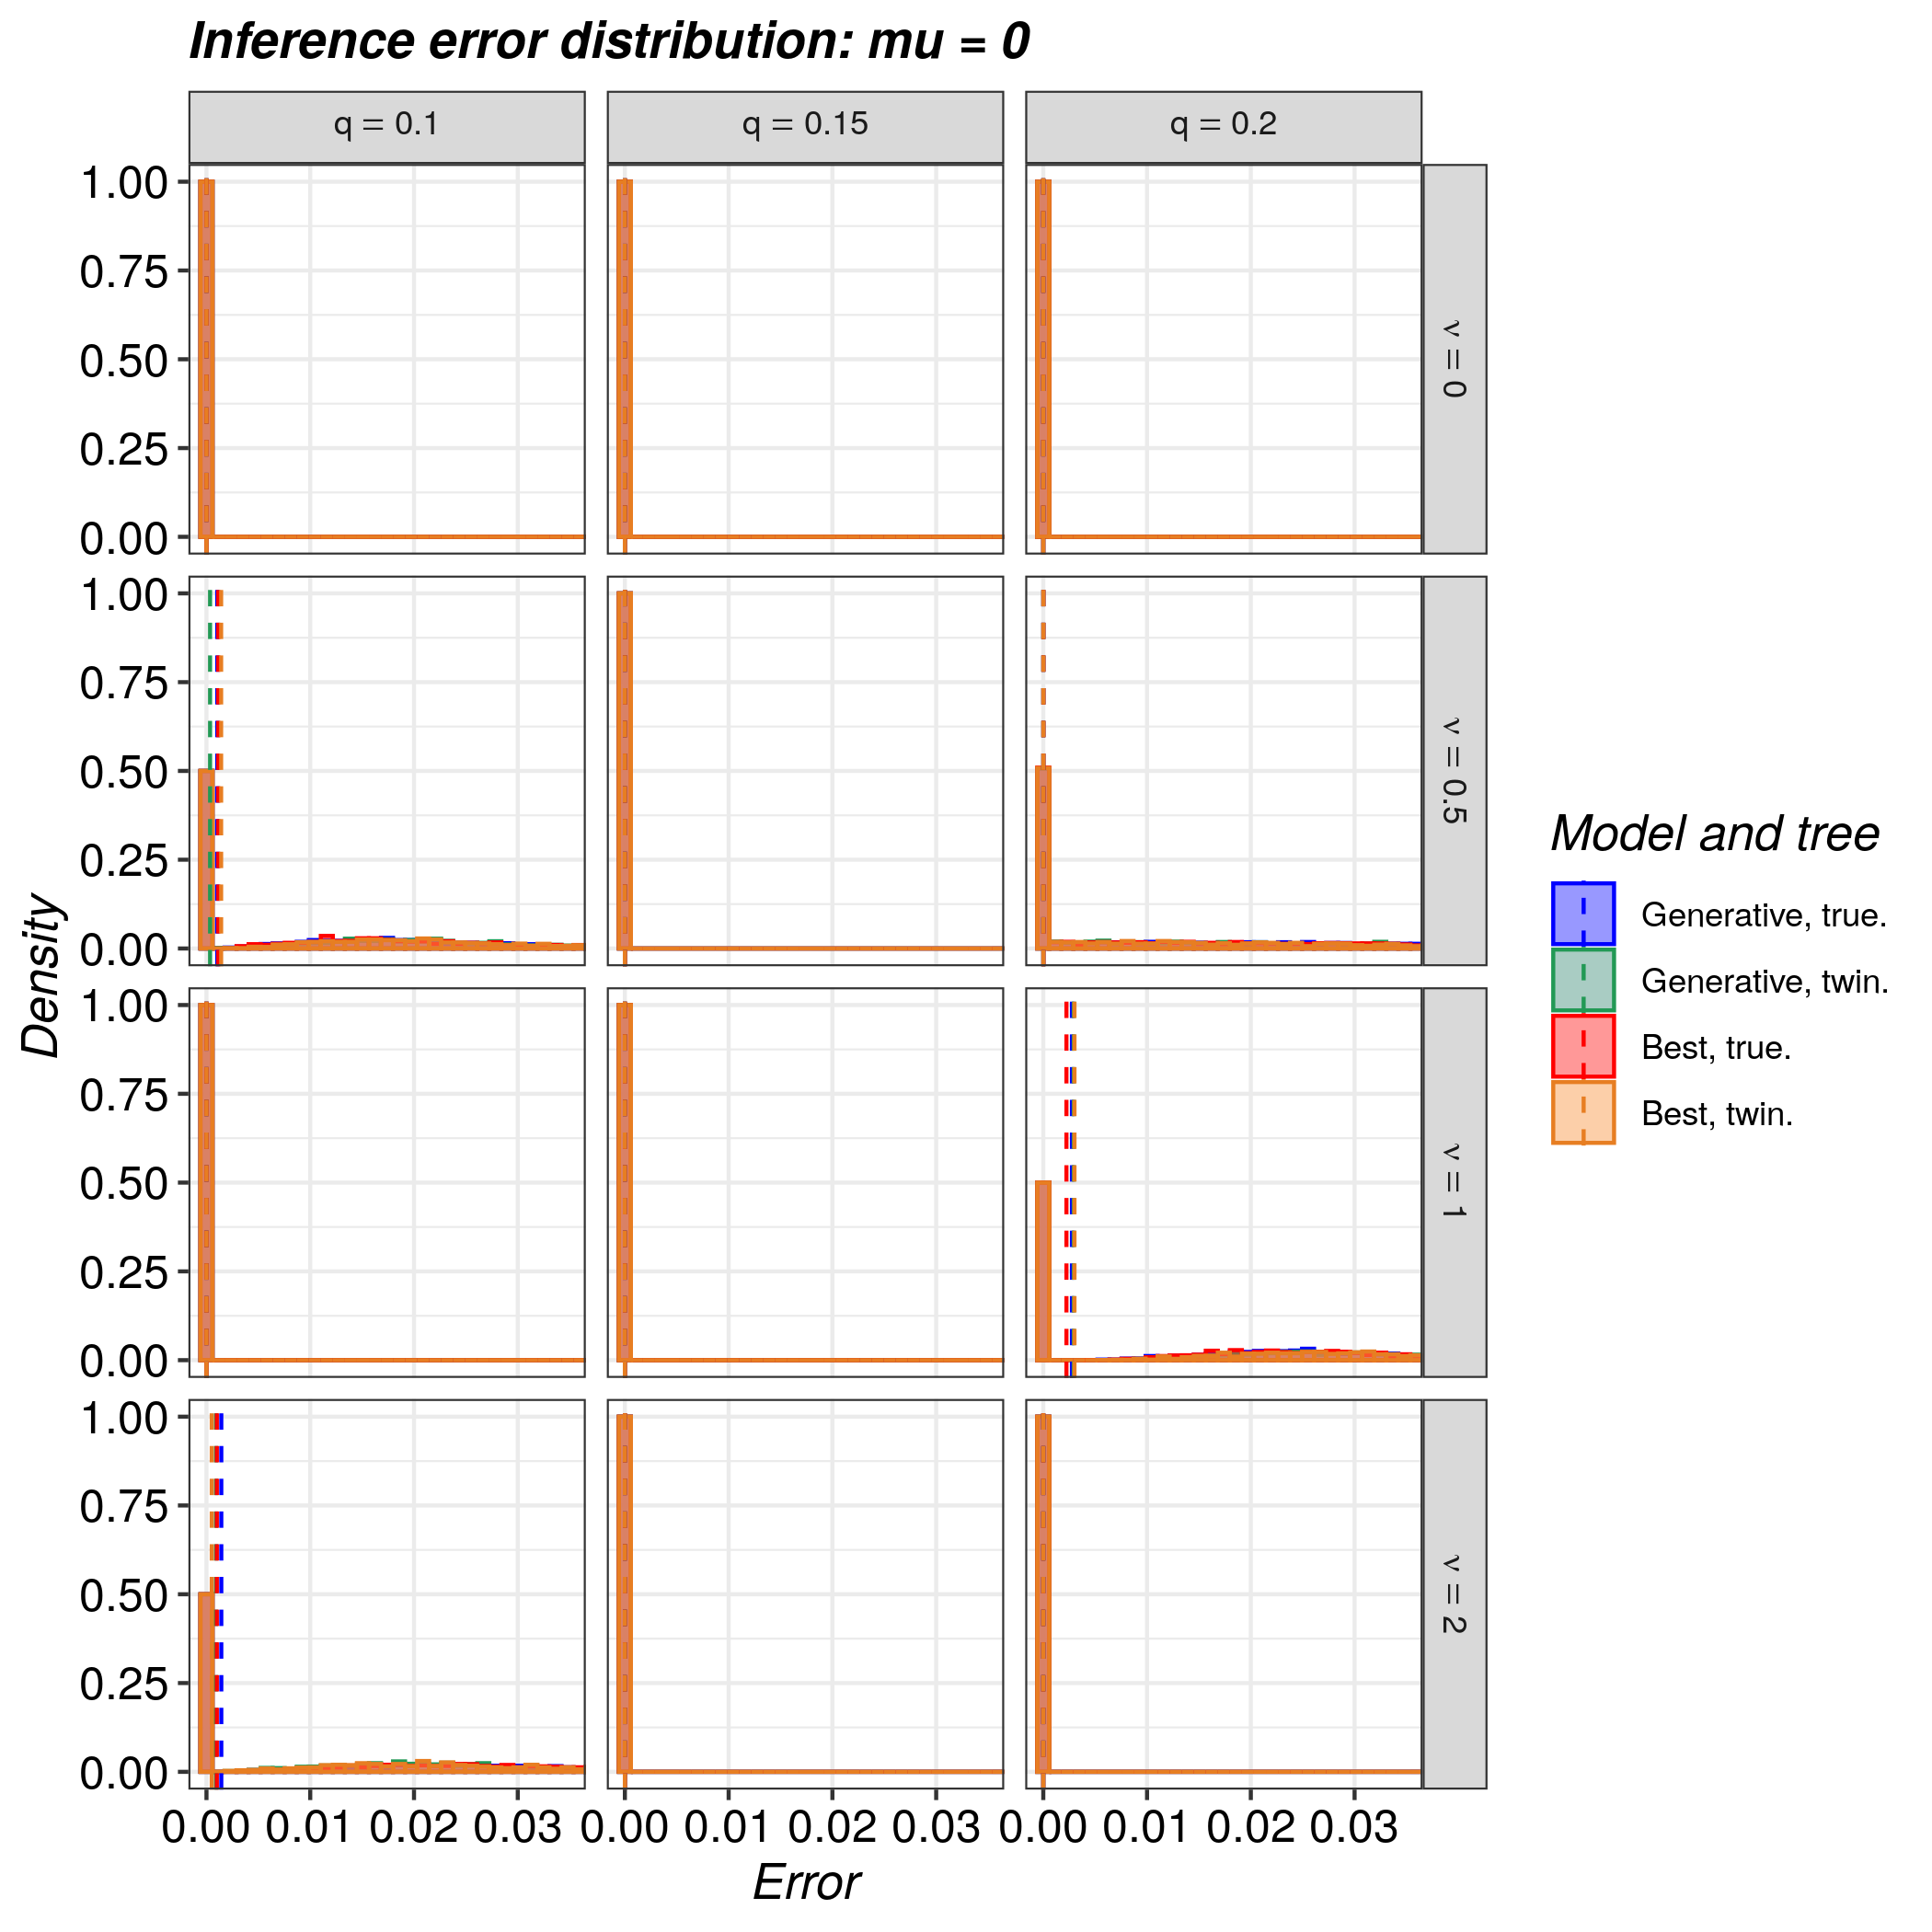 Inference error distribution: mu = 0
q = 0.1
q = 0.15
q = 0.2
1.00
0.75
0.50
0.25
0.00
ν = 0
1.00
0.75
0.50
0.25
0.00
ν = 0.5
1.00
0.75
0.50
0.25
0.00
ν = 1
1.00
0.75
0.50
0.25
0.00
ν = 2
0.00 0.01 0.02 0.03
0.00 0.01 0.02 0.03
0.00 0.01 0.02 0.03
Error
Density
Model and tree
Generative, true.
Generative, twin.
Best, true.
Best, twin.